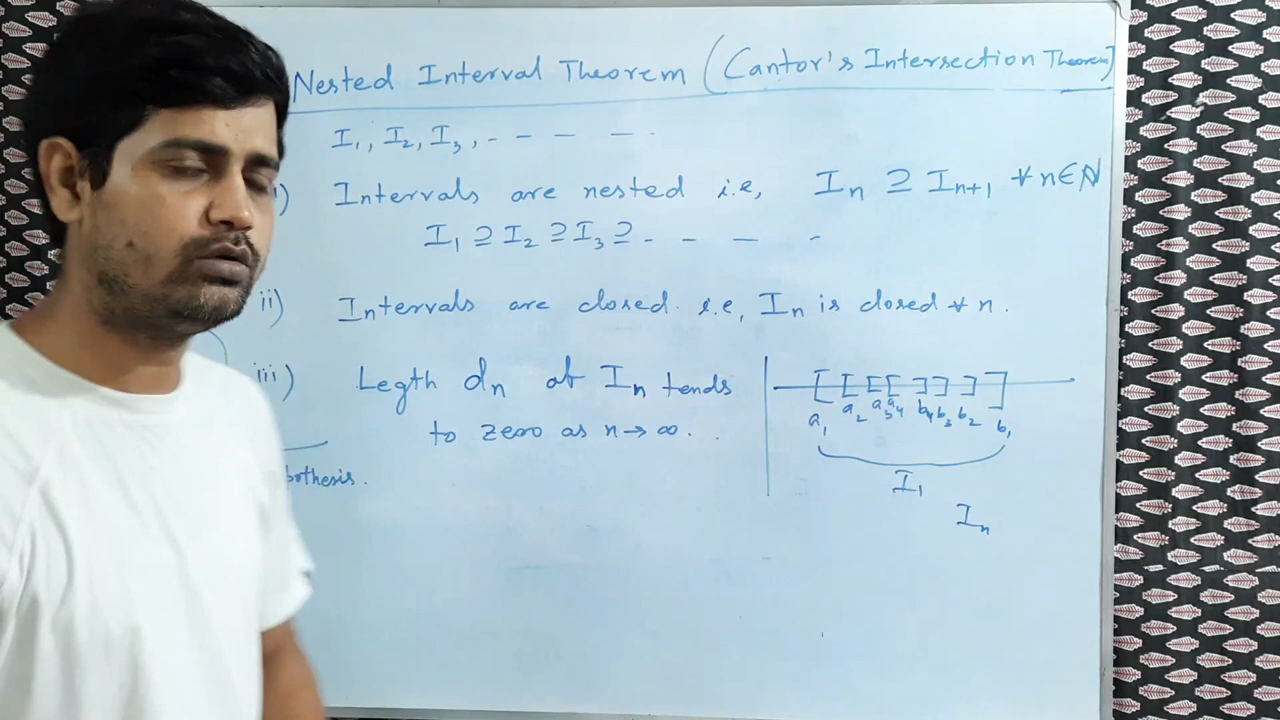 Nested Interval Theorem (Cantor's Intersection Theorem)
I₁, I₂, I₃, - - - - .
i) Intervals are nested i.e, Iₙ ⊇ Iₙ₊₁ ∀ n∈ℕ
I₁ ⊇ I₂ ⊇ I₃ ⊇ - - - -
ii) Intervals are closed. i.e, Iₙ is closed ∀ n.
iii) Legth dₙ of Iₙ tends
to zero as n → ∞.
[ [ [ [ ] ] ] ]
a₁ a₂ a₃ a₄ b₄ b₃ b₂ b₁
I₁
Iₙ